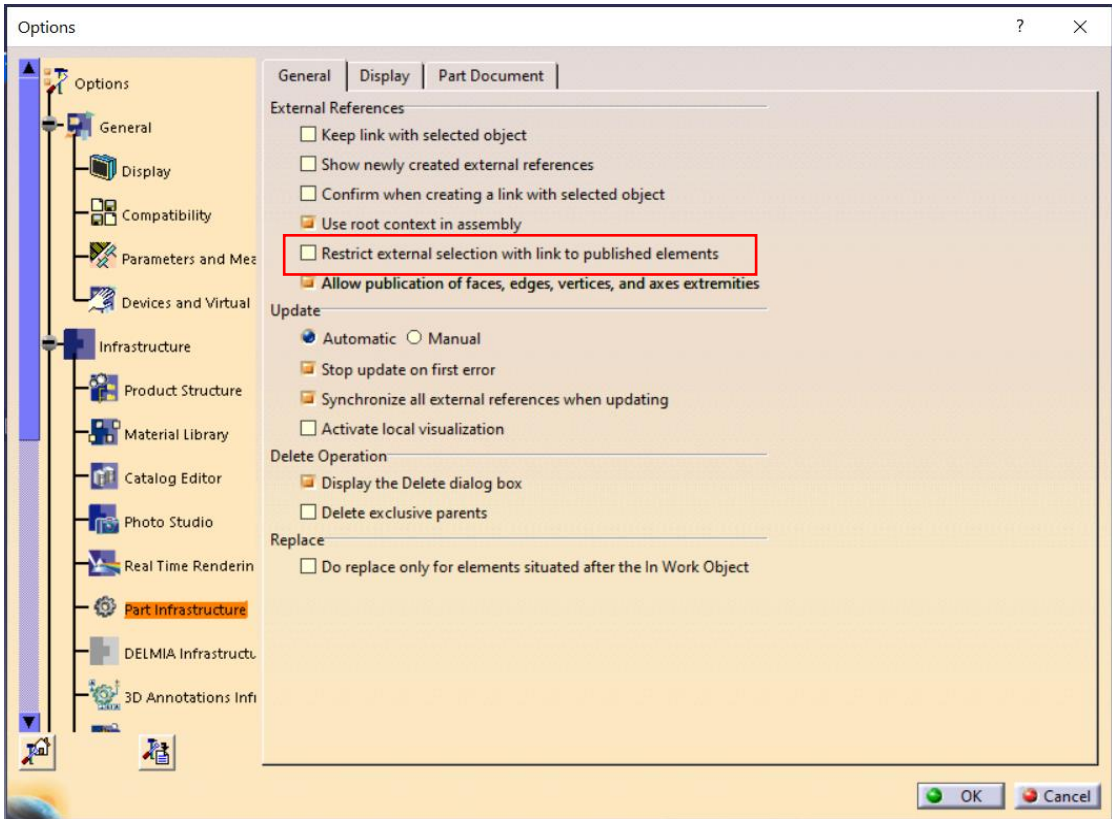 Options
?
Options
General
Display
Compatibility
Parameters and Mea
Devices and Virtual
Infrastructure
Product Structure
Material Library
Catalog Editor
Photo Studio
Real Time Renderin
Part Infrastructure
DELMIA Infrastructu
3D Annotations Infr
General Display Part Document
External References
Keep link with selected object
Show newly created external references
Confirm when creating a link with selected object
Use root context in assembly
Restrict external selection with link to published elements
Allow publication of faces, edges, vertices, and axes extremities
Update
Automatic Manual
Stop update on first error
Synchronize all external references when updating
Activate local visualization
Delete Operation
Display the Delete dialog box
Delete exclusive parents
Replace
Do replace only for elements situated after the In Work Object
OK Cancel